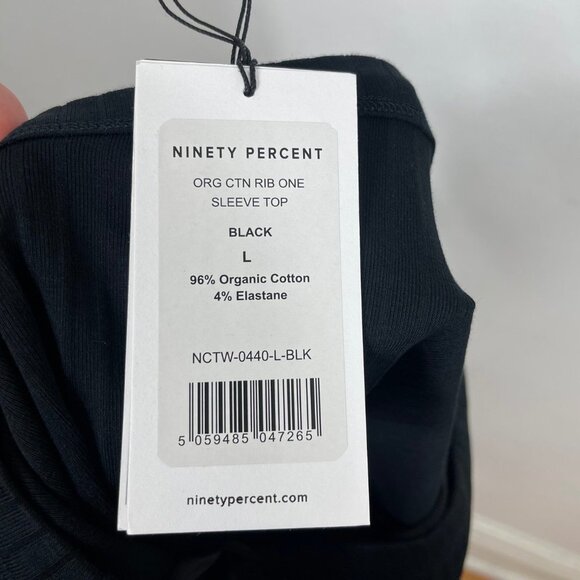 NINETY PERCENT
ORG CTN RIB ONE
SLEEVE TOP
BLACK
L
96% Organic Cotton
4% Elastane
NCTW-0440-L-BLK
5 059485 047265
ninetypercent.com